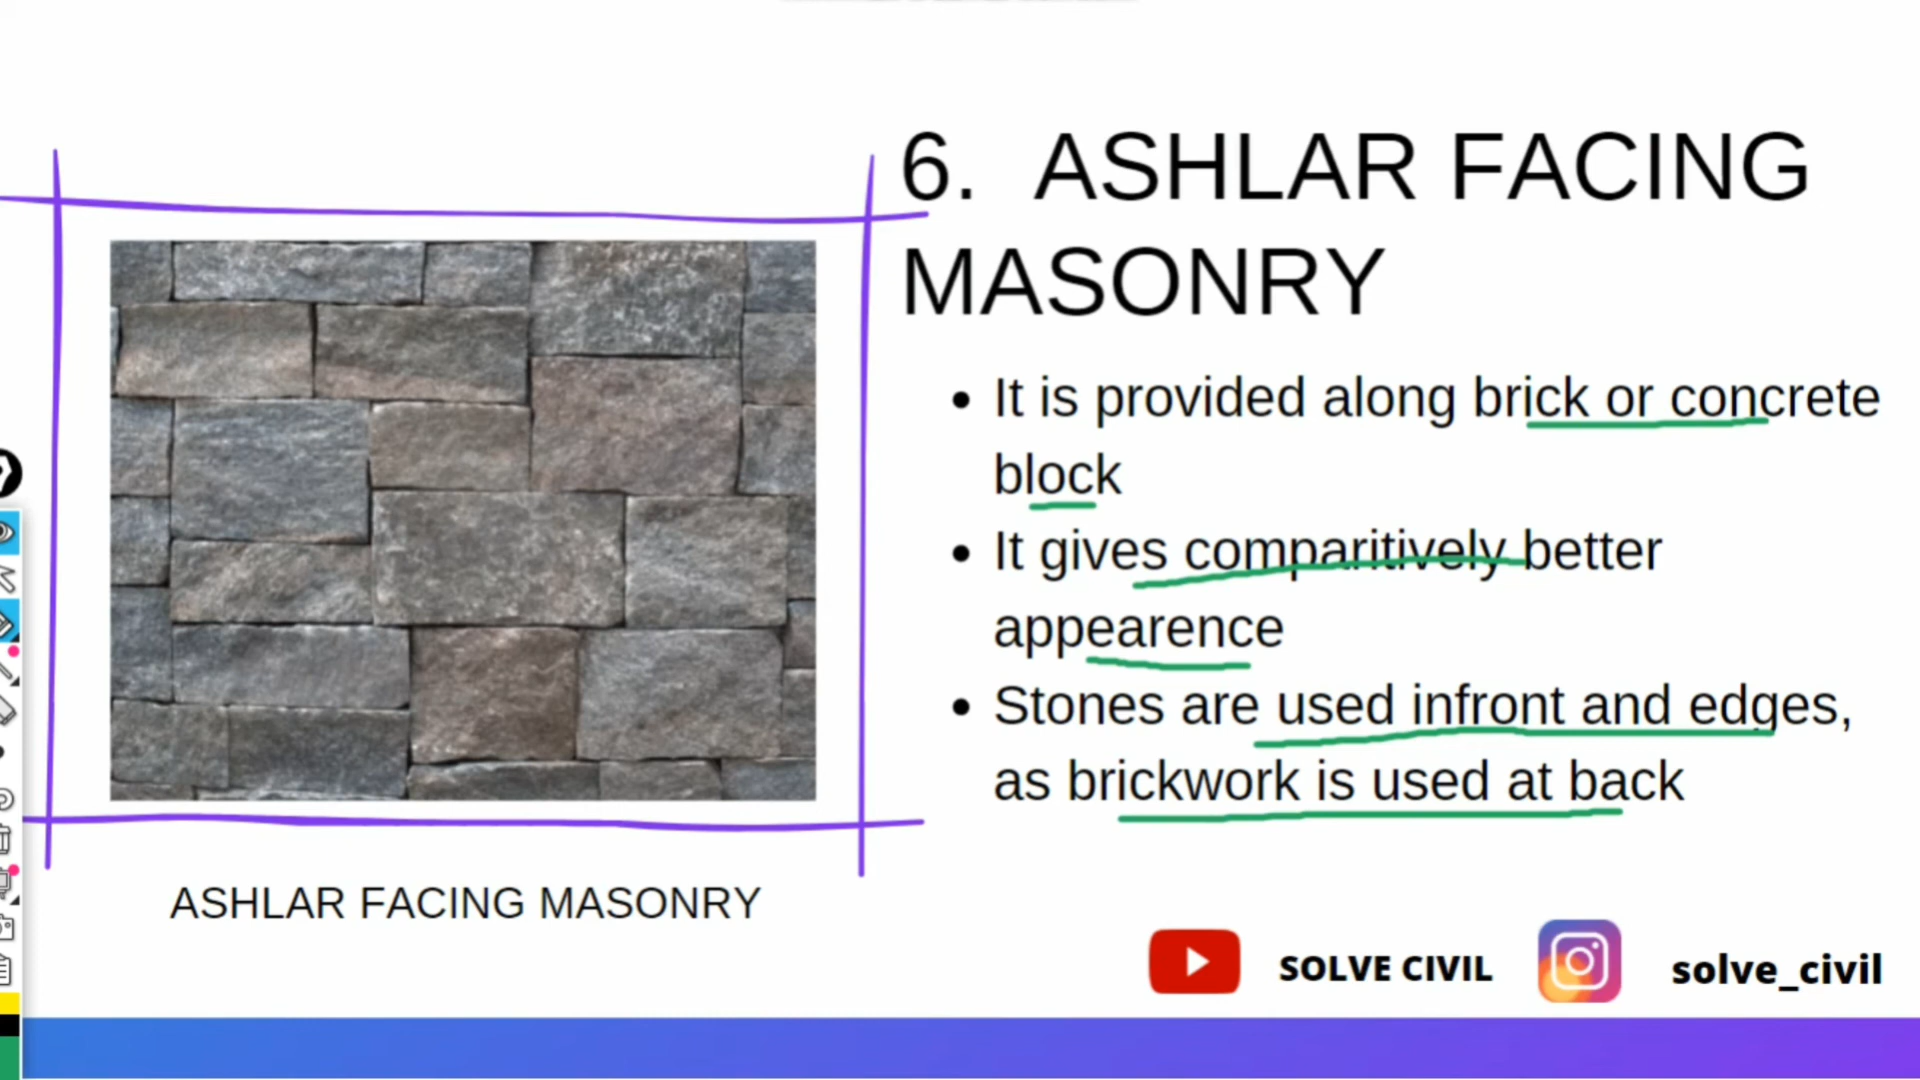 6. ASHLAR FACING
MASONRY
• It is provided along brick or concrete
block
• It gives comparitively better
appearence
• Stones are used infront and edges,
as brickwork is used at back
ASHLAR FACING MASONRY
SOLVE CIVIL
solve_civil